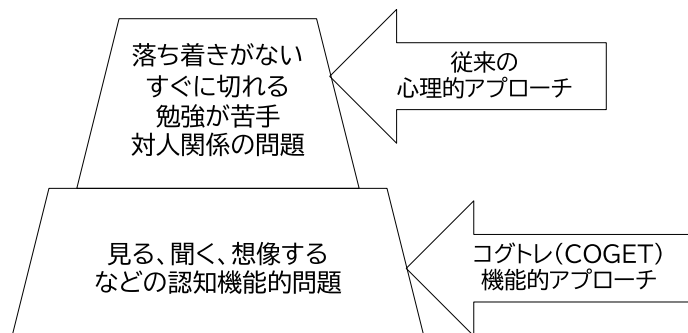 落ち着きがない
すぐに切れる
勉強が苦手
対人関係の問題
従来の
心理的アプローチ
見る、聞く、想像する
などの認知機能的問題
コグトレ(COGET)
機能的アプローチ